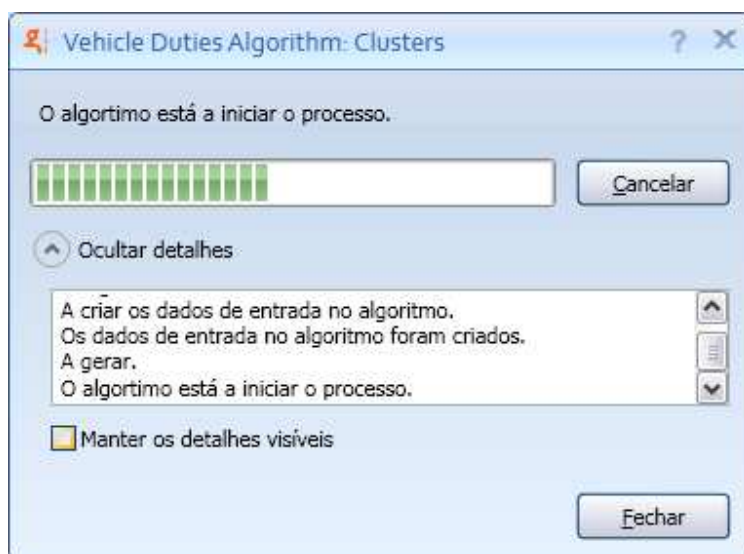 Vehicle Duties Algorithm: Clusters
O algortimo está a iniciar o processo.
Cancelar
Ocultar detalhes
A criar os dados de entrada no algoritmo.
Os dados de entrada no algoritmo foram criados.
A gerar.
O algortimo está a iniciar o processo.
Manter os detalhes visíveis
Fechar